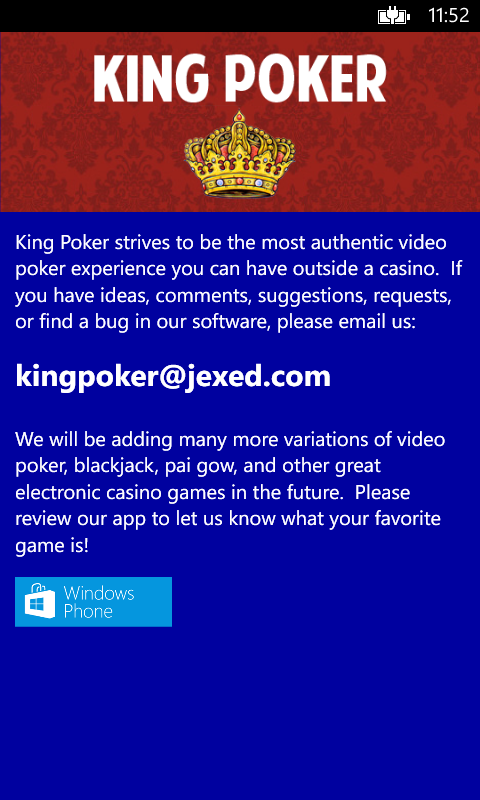 11:52
KING POKER
King Poker strives to be the most authentic video
poker experience you can have outside a casino.  If
you have ideas, comments, suggestions, requests,
or find a bug in our software, please email us:
kingpoker@jexed.com
We will be adding many more variations of video
poker, blackjack, pai gow, and other great
electronic casino games in the future.  Please
review our app to let us know what your favorite
game is!
Windows
Phone